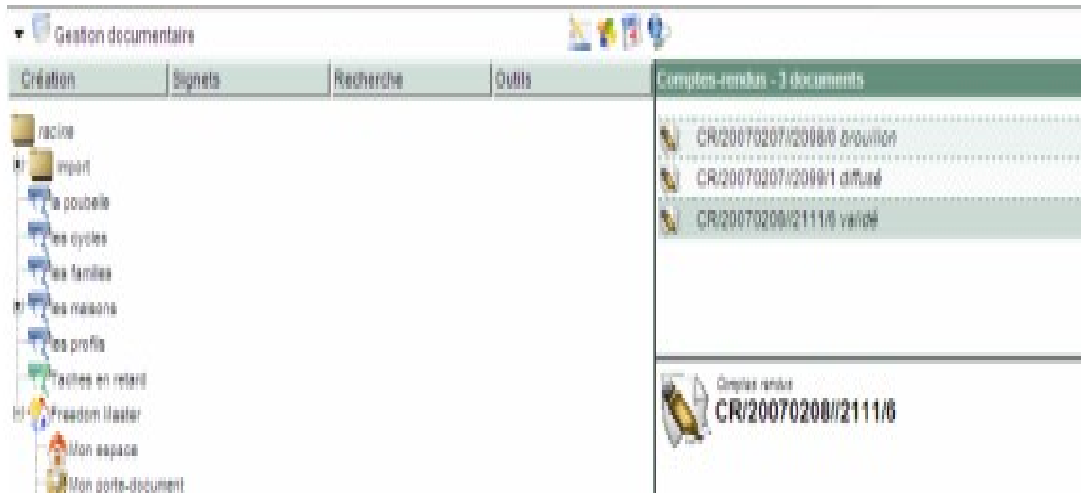 Gestion documentaire
Création Signets Recherche Outils
racine
import
la poubelle
les cycles
les familles
les maisons
les profils
Taches en retard
Freedom Master
Mon espace
Mon porte-document
Comptes-rendus - 3 documents
CR/20070207//2098/0 brouillon
CR/20070207//2099/1 diffusé
CR/20070208//2111/6 validé
Comptes rendus
CR/20070208//2111/6